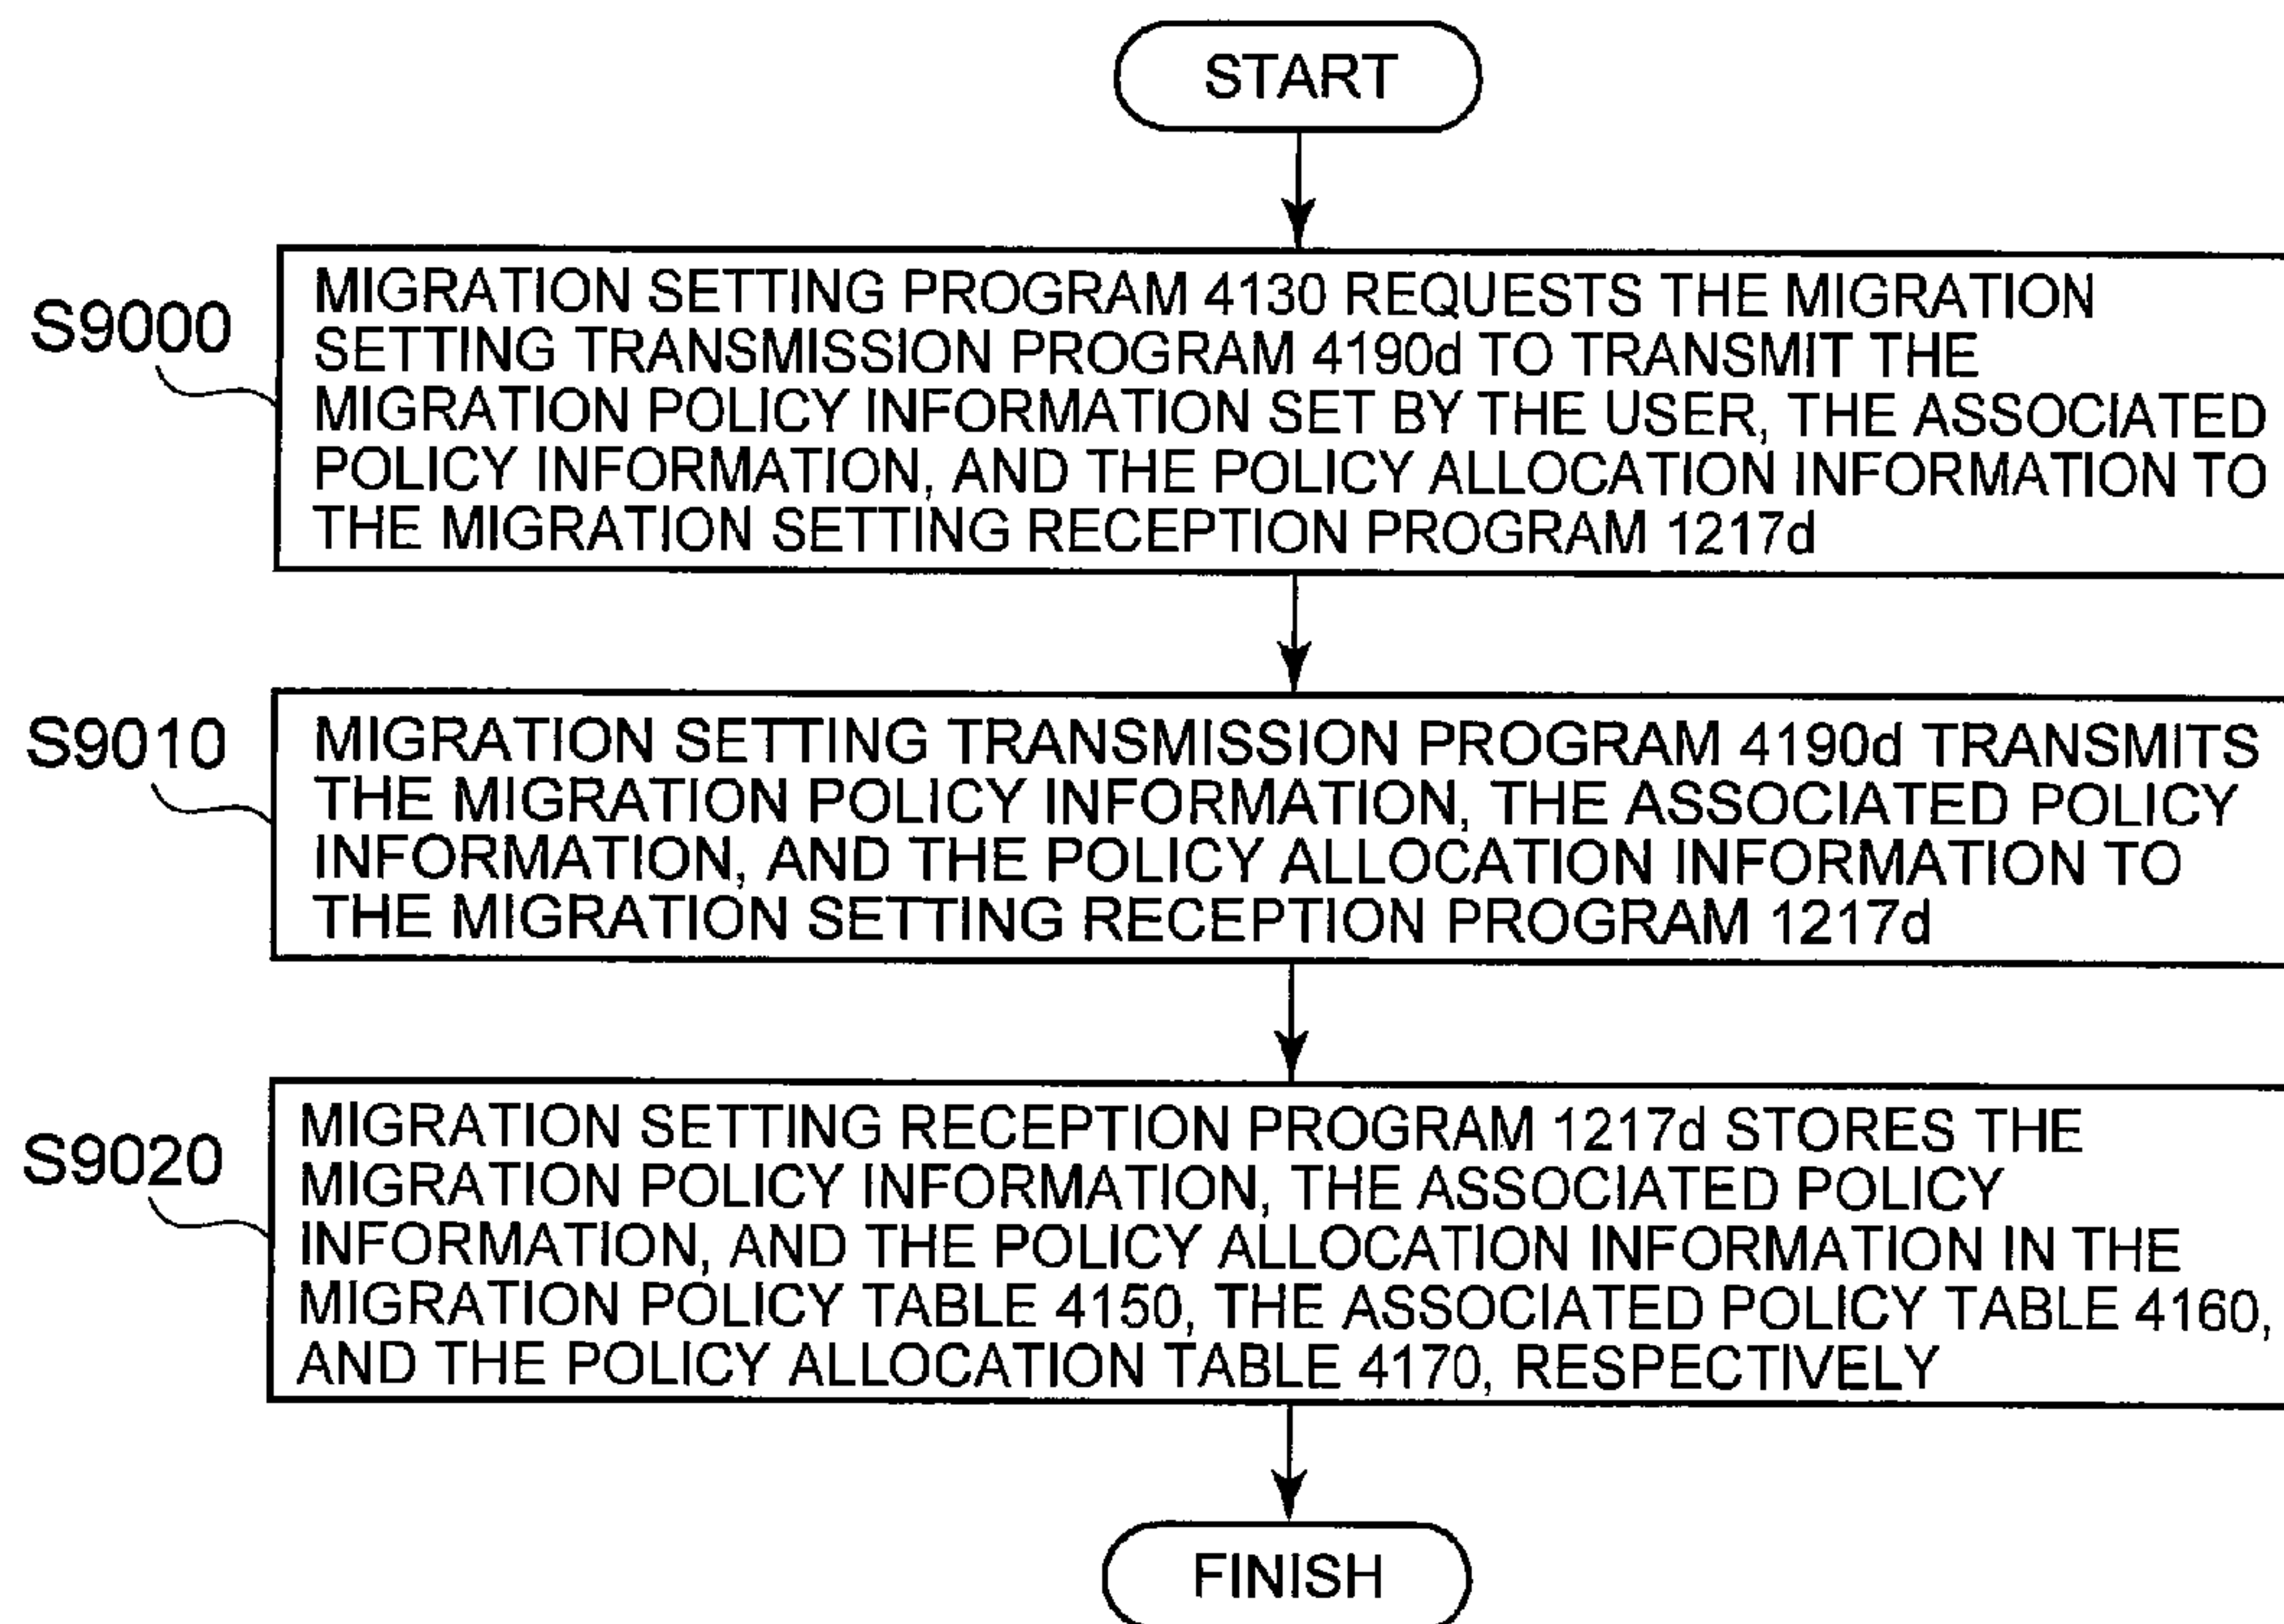 START
S9000
MIGRATION SETTING PROGRAM 4130 REQUESTS THE MIGRATION
SETTING TRANSMISSION PROGRAM 4190d TO TRANSMIT THE
MIGRATION POLICY INFORMATION SET BY THE USER, THE ASSOCIATED
POLICY INFORMATION, AND THE POLICY ALLOCATION INFORMATION TO
THE MIGRATION SETTING RECEPTION PROGRAM 1217d
S9010
MIGRATION SETTING TRANSMISSION PROGRAM 4190d TRANSMITS
THE MIGRATION POLICY INFORMATION, THE ASSOCIATED POLICY
INFORMATION, AND THE POLICY ALLOCATION INFORMATION TO
THE MIGRATION SETTING RECEPTION PROGRAM 1217d
S9020
MIGRATION SETTING RECEPTION PROGRAM 1217d STORES THE
MIGRATION POLICY INFORMATION, THE ASSOCIATED POLICY
INFORMATION, AND THE POLICY ALLOCATION INFORMATION IN THE
MIGRATION POLICY TABLE 4150, THE ASSOCIATED POLICY TABLE 4160,
AND THE POLICY ALLOCATION TABLE 4170, RESPECTIVELY
FINISH